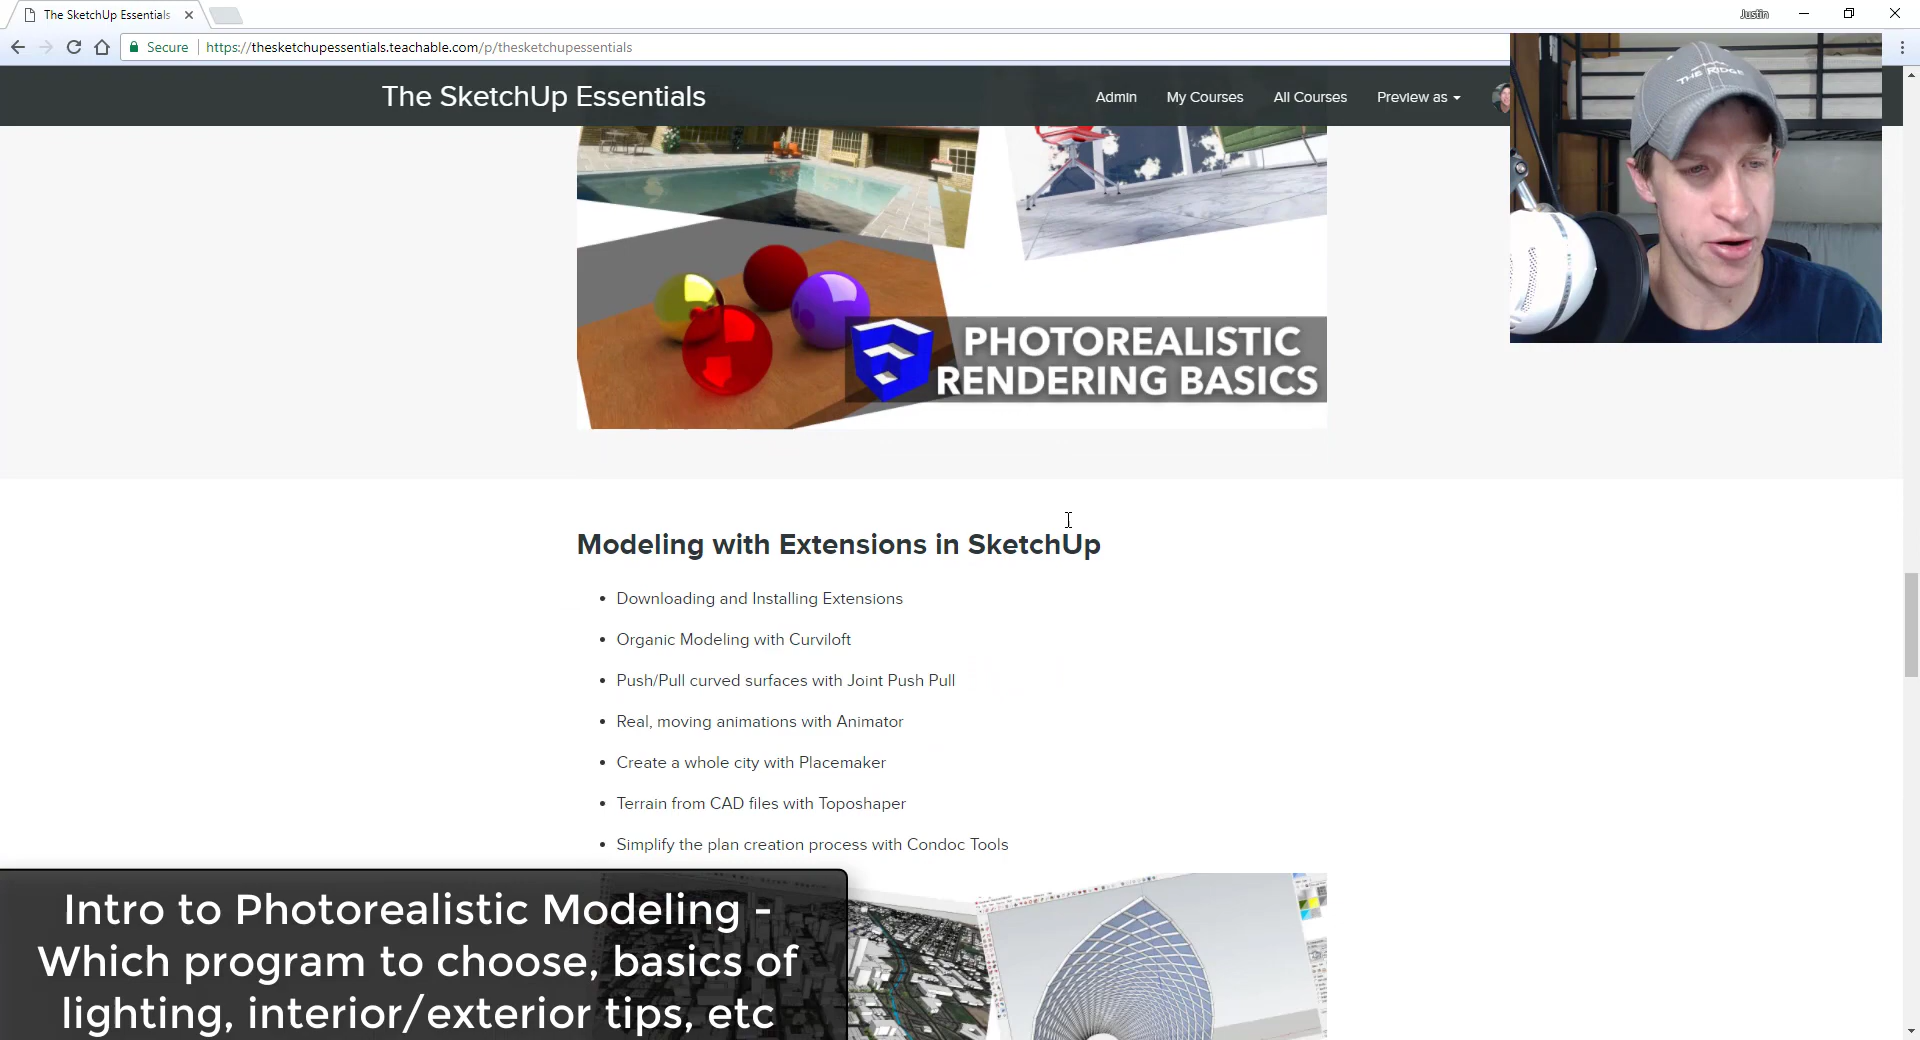 The SketchUp Essentials
Justin
Secure
https://thesketchupessentials.teachable.com/p/thesketchupessentials
The SketchUp Essentials
Admin
My Courses
All Courses
Preview as
THE RIDGE
PHOTOREALISTIC
RENDERING BASICS
Modeling with Extensions in SketchUp
• Downloading and Installing Extensions
• Organic Modeling with Curviloft
• Push/Pull curved surfaces with Joint Push Pull
• Real, moving animations with Animator
• Create a whole city with Placemaker
• Terrain from CAD files with Toposhaper
• Simplify the plan creation process with Condoc Tools
Intro to Photorealistic Modeling -
Which program to choose, basics of
lighting, interior/exterior tips, etc